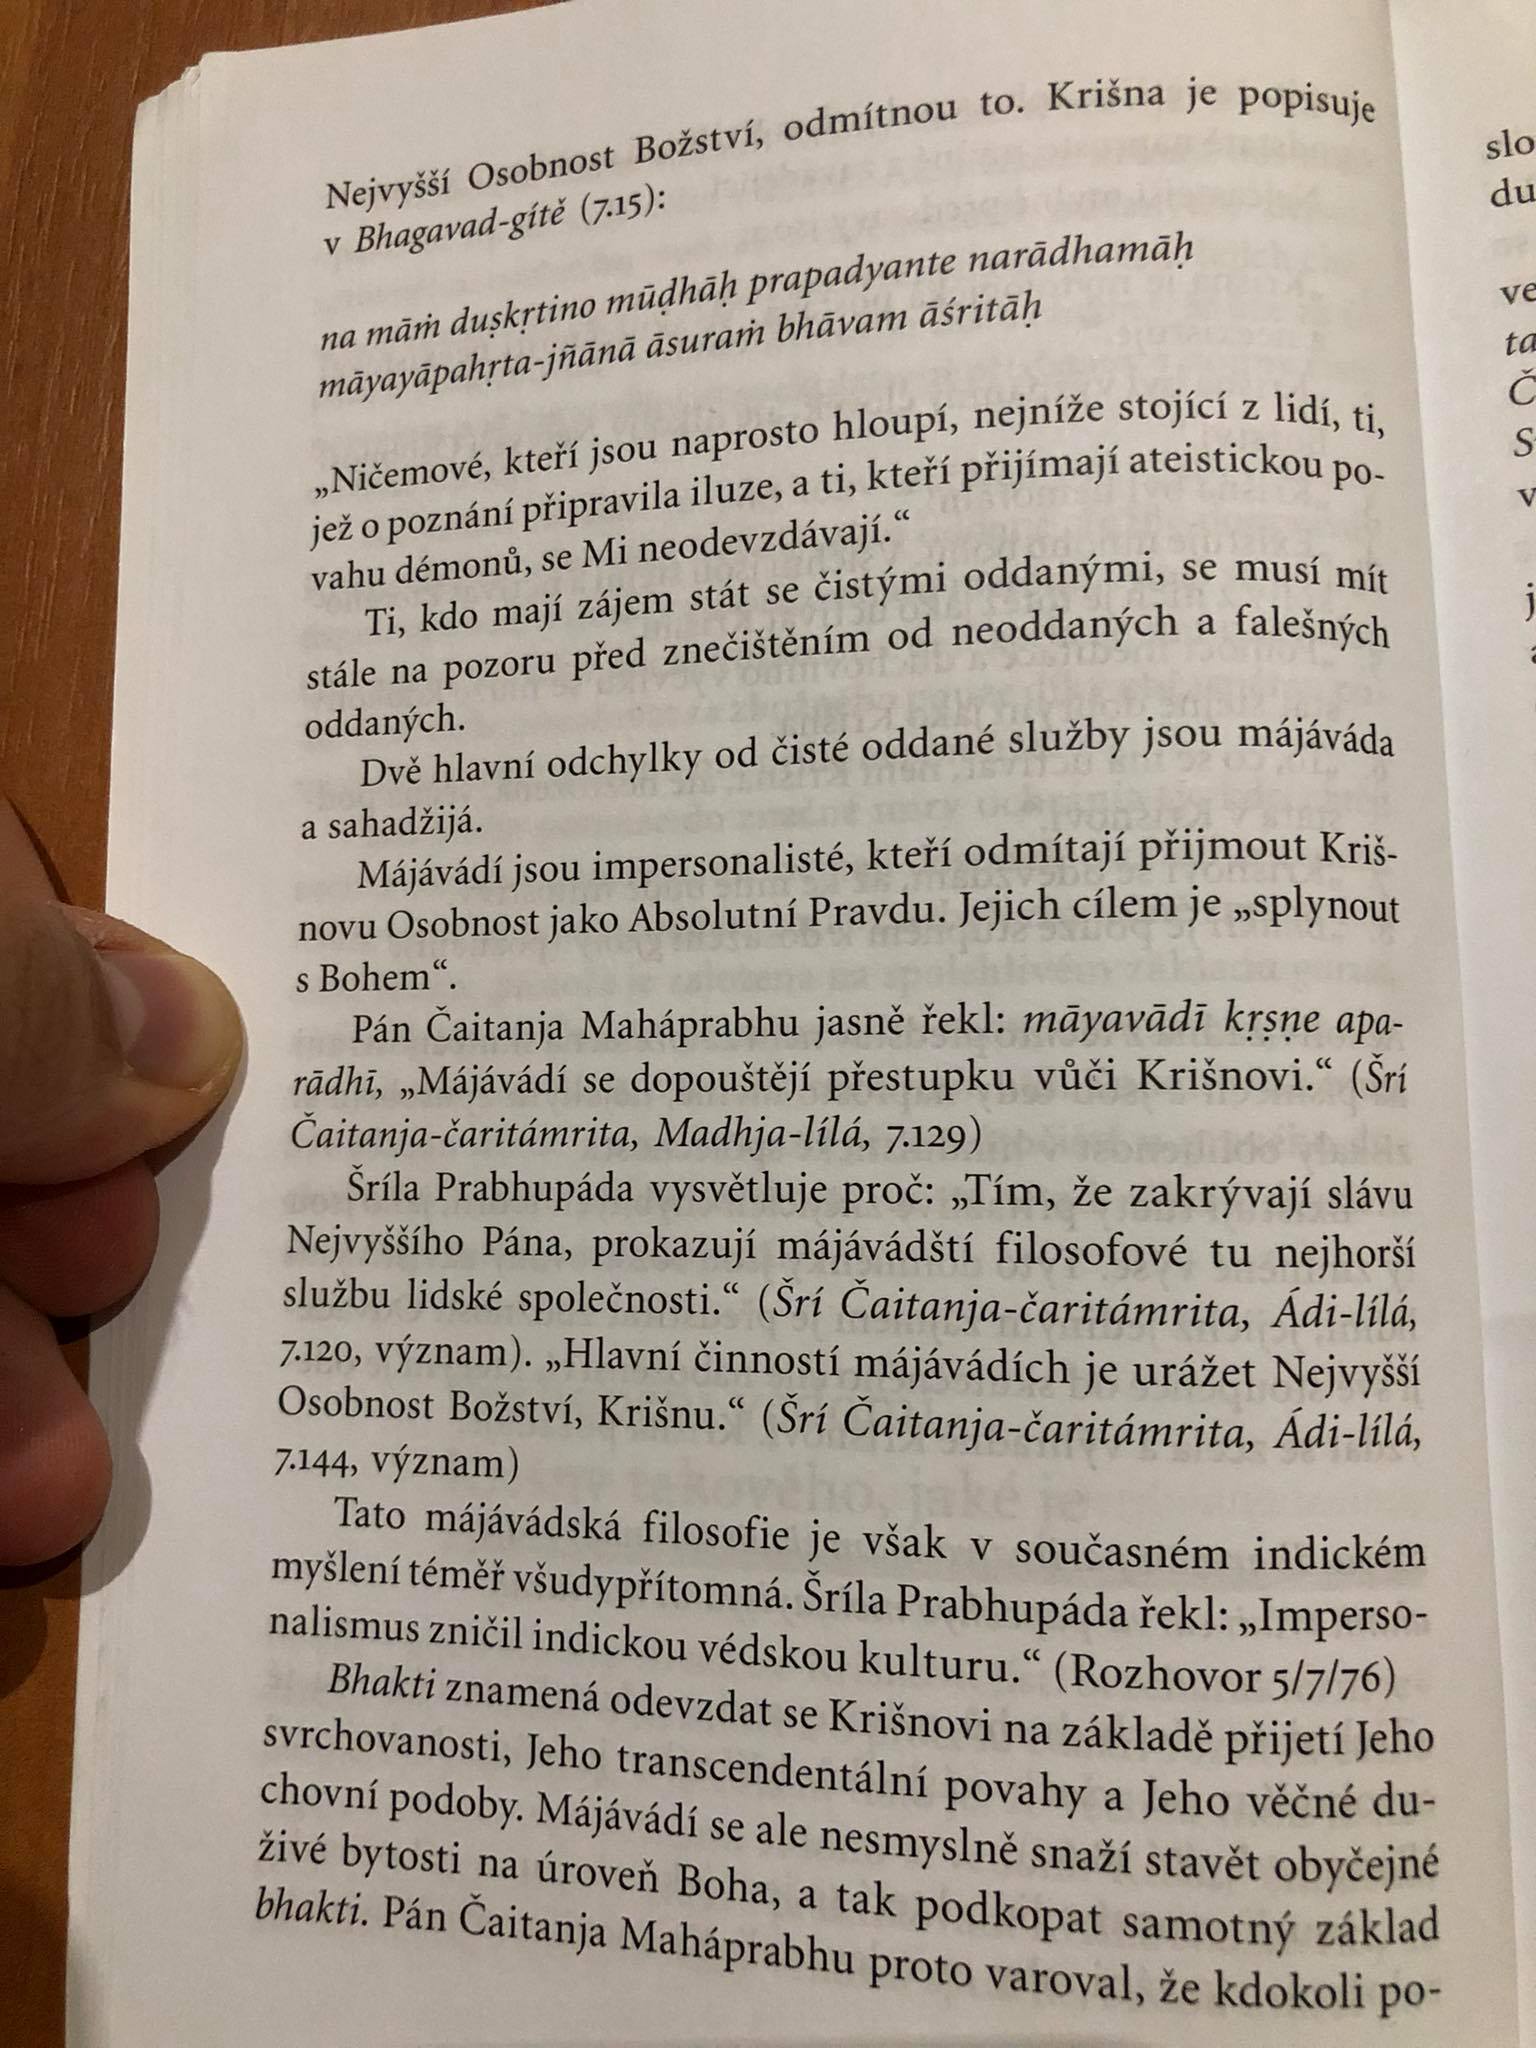 Nejvyšší Osobnost Božství, odmítnou to. Krišna je popisuje
v Bhagavad-gítě (7.15):
na māṁ duṣkṛtino mūḍhāḥ prapadyante narādhamāḥ
māyayāpahṛta-jñānā āsuraṁ bhāvam āśritāḥ
„Ničemové, kteří jsou naprosto hloupí, nejníže stojící z lidí, ti,
jež o poznání připravila iluze, a ti, kteří přijímají ateistickou po-
vahu démonů, se Mi neodevzdávají.“
Ti, kdo mají zájem stát se čistými oddanými, se musí mít
stále na pozoru před znečištěním od neoddaných a falešných
oddaných.
Dvě hlavní odchylky od čisté oddané služby jsou májáváda
a sahadžijá.
Májávádí jsou impersonalisté, kteří odmítají přijmout Kriš-
novu Osobnost jako Absolutní Pravdu. Jejich cílem je „splynout
s Bohem“.
Pán Čaitanja Maháprabhu jasně řekl: māyavādī kṛṣṇe apa-
rādhī, „Májávádí se dopouštějí přestupku vůči Krišnovi.“ (Šrí
Čaitanja-čaritámrita, Madhja-lílá, 7.129)
Šríla Prabhupáda vysvětluje proč: „Tím, že zakrývají slávu
Nejvyššího Pána, prokazují májávádští filosofové tu nejhorší
službu lidské společnosti.“ (Šrí Čaitanja-čaritámrita, Ádi-lílá,
7.120, význam). „Hlavní činností májávádích je urážet Nejvyšší
Osobnost Božství, Krišnu.“ (Šrí Čaitanja-čaritámrita, Ádi-lílá,
7.144, význam)
Tato májávádská filosofie je však v současném indickém
myšlení téměř všudypřítomná. Šríla Prabhupáda řekl: „Imperso-
nalismus zničil indickou védskou kulturu.“ (Rozhovor 5/7/76)
Bhakti znamená odevzdat se Krišnovi na základě přijetí Jeho
svrchovanosti, Jeho transcendentální povahy a Jeho věčné du-
chovní podoby. Májávádí se ale nesmyslně snaží stavět obyčejné
živé bytosti na úroveň Boha, a tak podkopat samotný základ
bhakti. Pán Čaitanja Maháprabhu proto varoval, že kdokoli po-